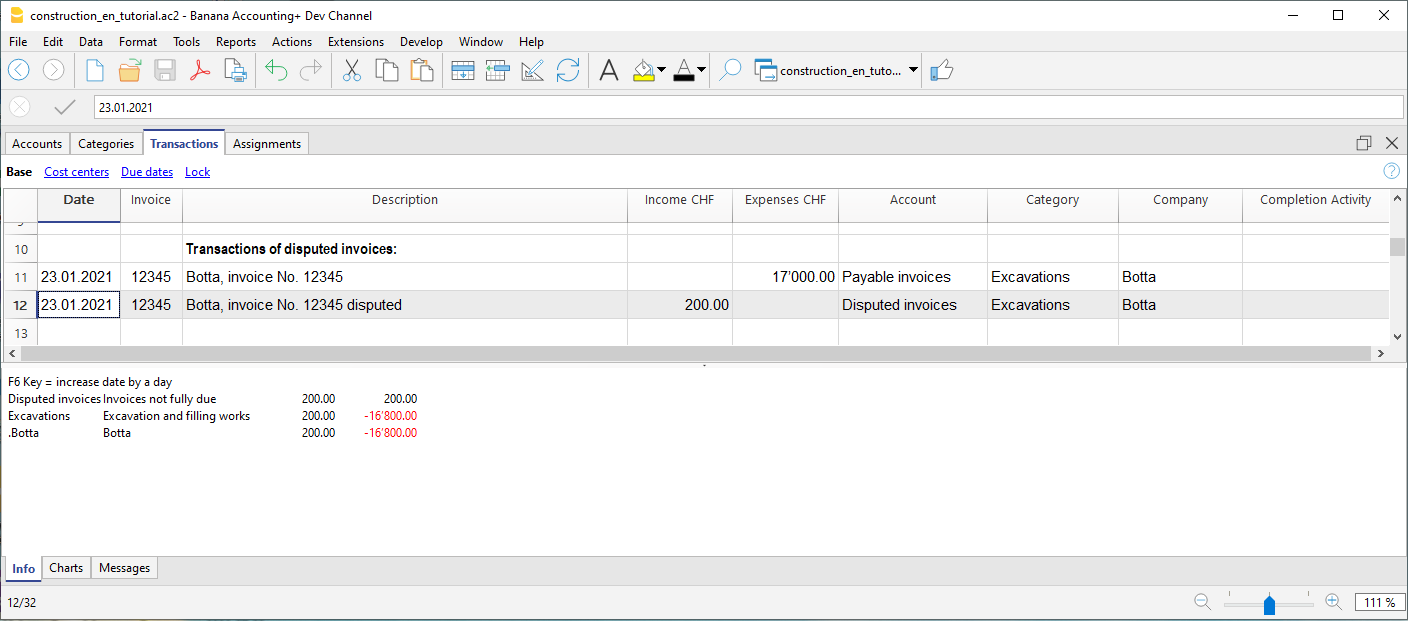 construction_en_tutorial.ac2 - Banana Accounting+ Dev Channel
File Edit Data Format Tools Reports Actions Extensions Develop Window Help
construction_en_tuto...
23.01.2021
Accounts Categories Transactions Assignments
Base Cost centers Due dates Lock
Date Invoice Description Income CHF Expenses CHF Account Category Company Completion Activity
10 Transactions of disputed invoices:
11 23.01.2021 12345 Botta, invoice No. 12345 17'000.00 Payable invoices Excavations Botta
12 23.01.2021 12345 Botta, invoice No. 12345 disputed 200.00 Disputed invoices Excavations Botta
13
F6 Key = increase date by a day
Disputed invoices Invoices not fully due 200.00 200.00
Excavations Excavation and filling works 200.00 -16'800.00
.Botta Botta 200.00 -16'800.00
Info Charts Messages
12/32 111 %